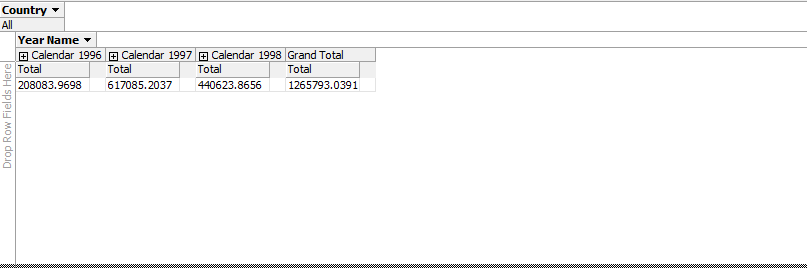 Country
All
Year Name
Calendar 1996 Calendar 1997 Calendar 1998 Grand Total
Total Total Total Total
208083.9698 617085.2037 440623.8656 1265793.0391
Drop Row Fields Here